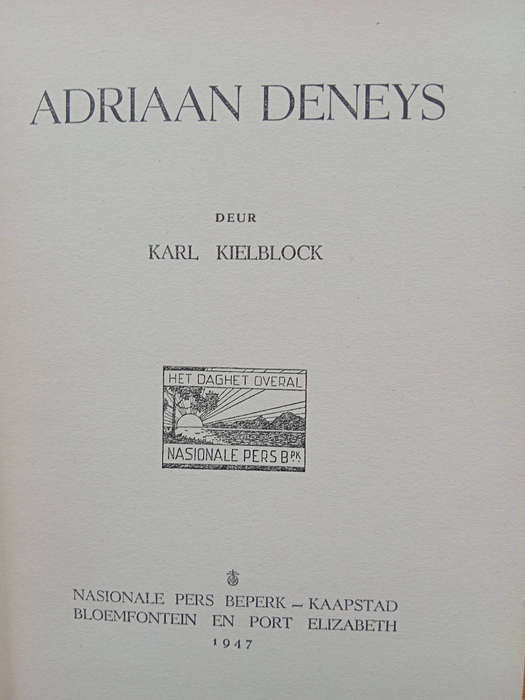 ADRIAAN DENEYS
DEUR
KARL KIELBLOCK
HET DAGHET OVERAL
NASIONALE PERS BPK
NASIONALE PERS BEPERK — KAAPSTAD
BLOEMFONTEIN EN PORT ELIZABETH
1947